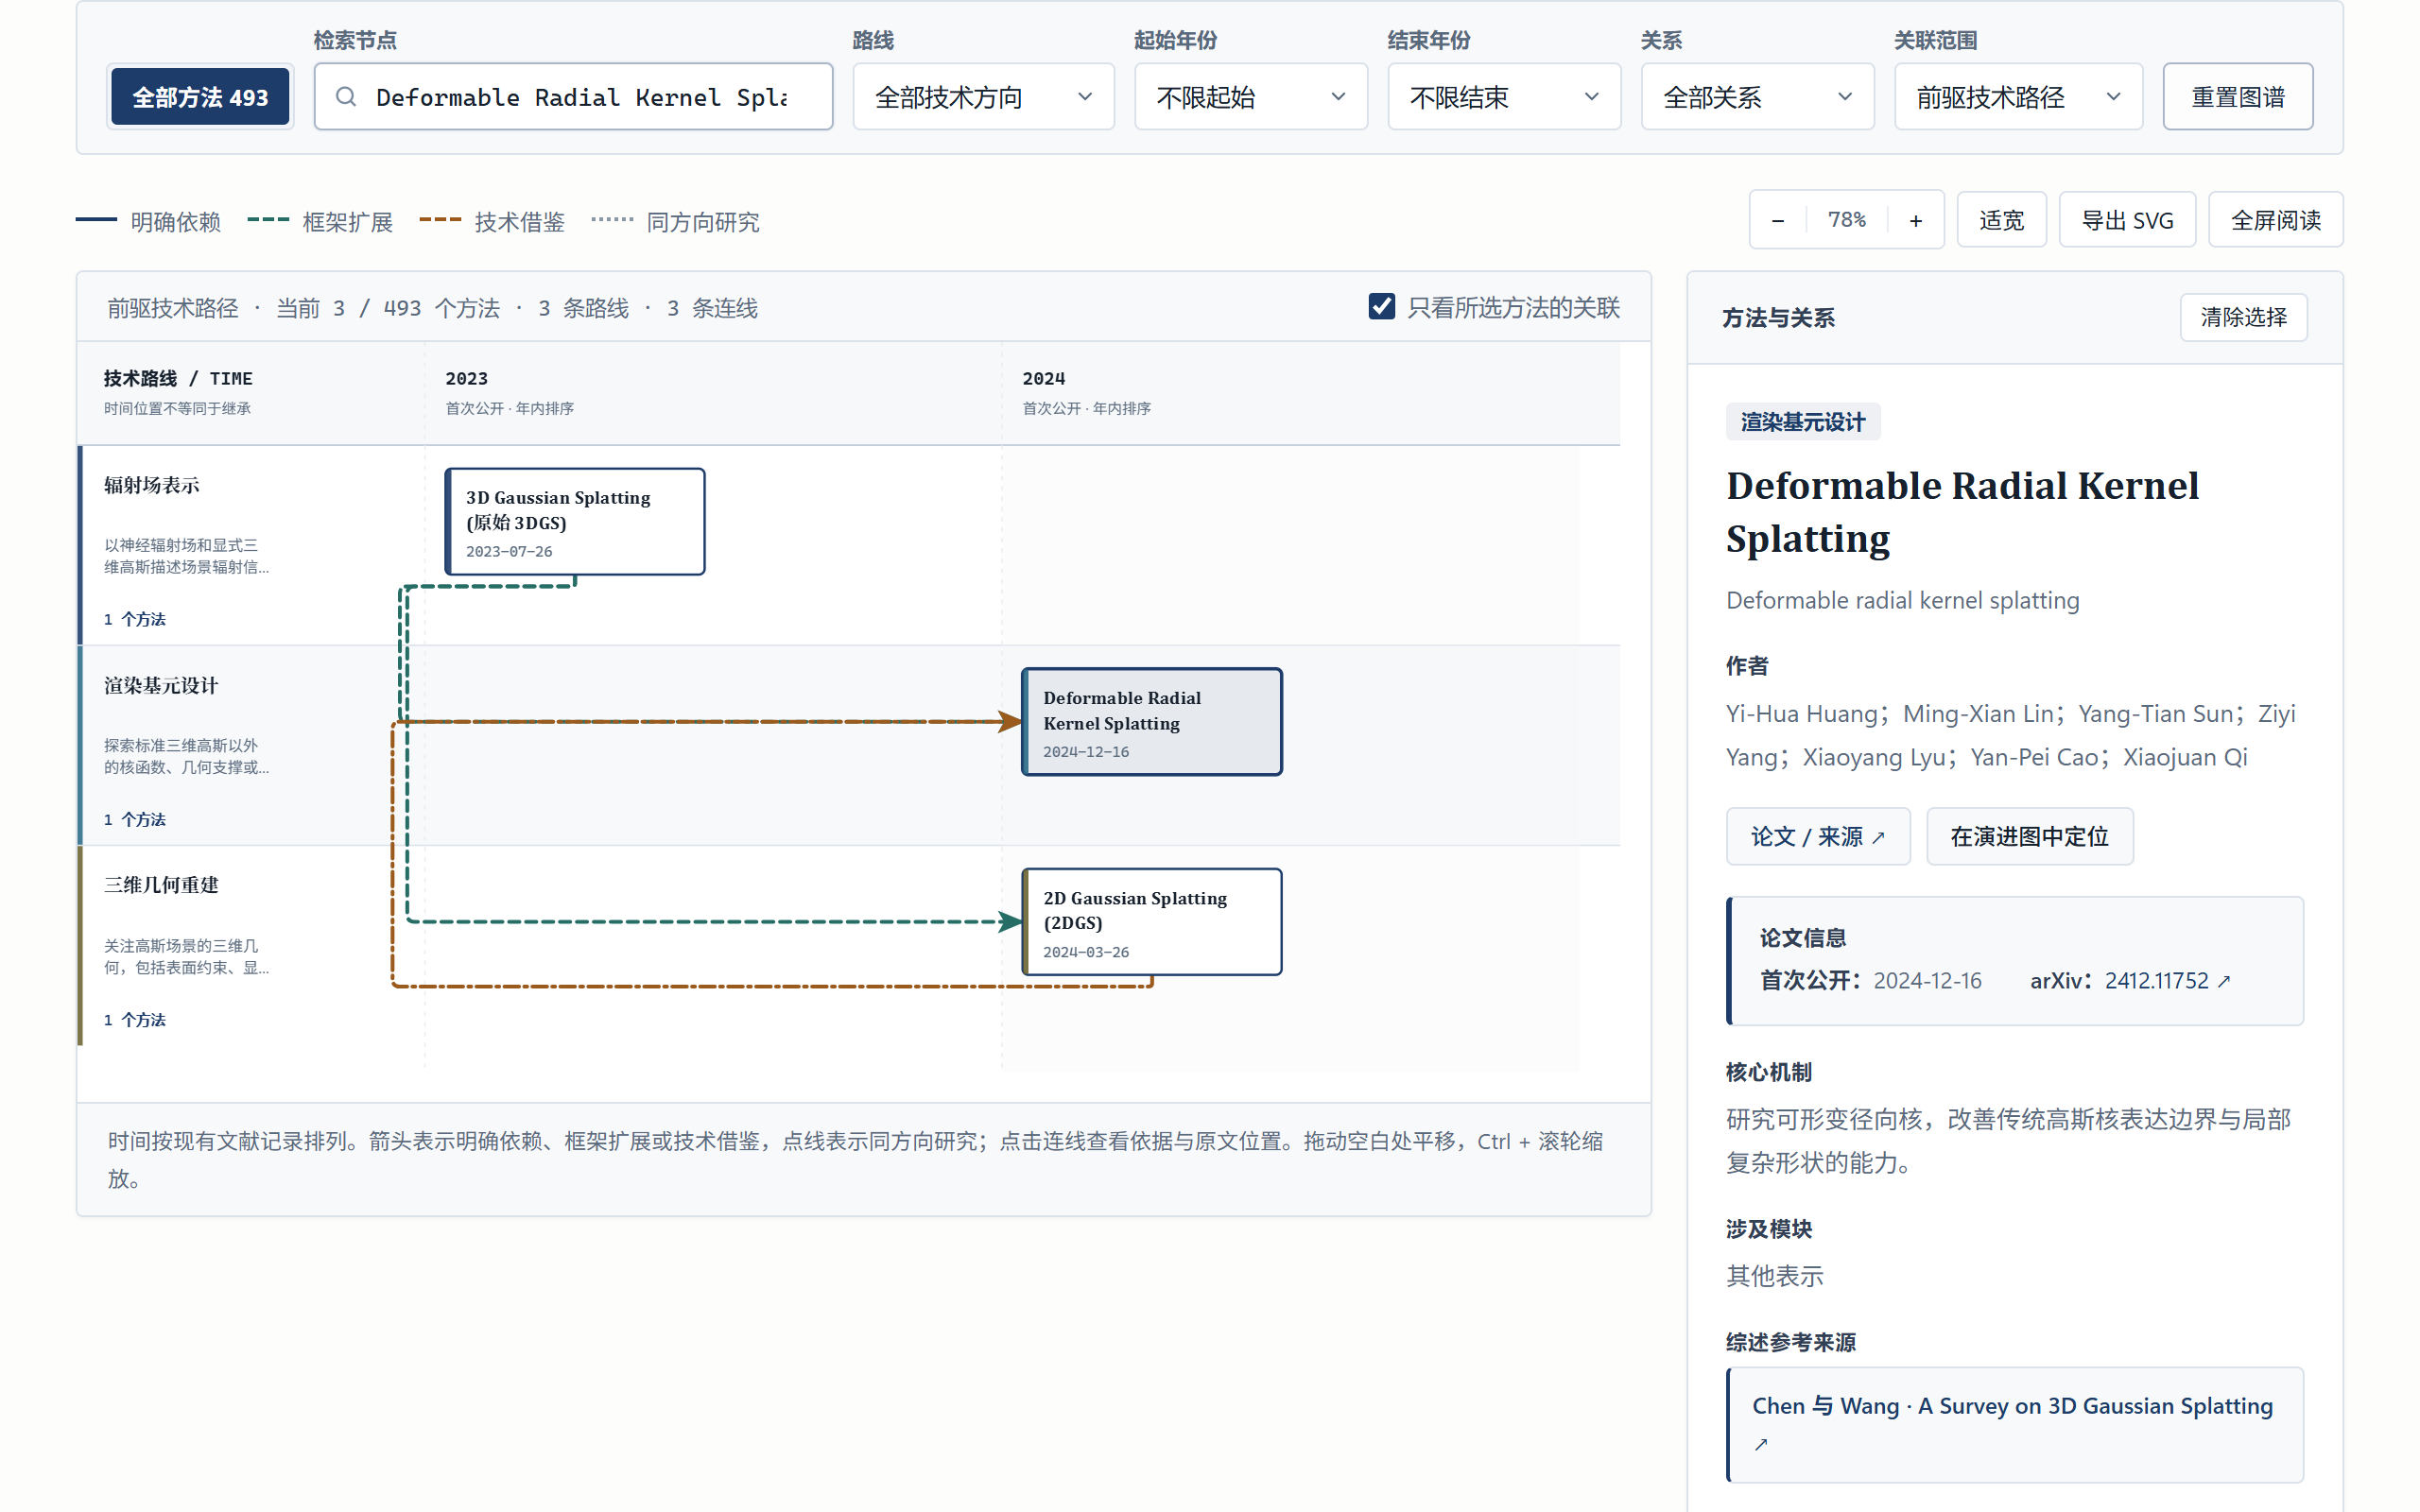 检索节点
路线
起始年份
结束年份
关系
关联范围
全部方法 493
Deformable Radial Kernel Spla
全部技术方向
不限起始
不限结束
全部关系
前驱技术路径
重置图谱
明确依赖
框架扩展
技术借鉴
同方向研究
− 78% +
适宽
导出 SVG
全屏阅读
前驱技术路径 · 当前 3 / 493 个方法 · 3 条路线 · 3 条连线
只看所选方法的关联
技术路线 / TIME
时间位置不等同于继承
2023
首次公开 · 年内排序
2024
首次公开 · 年内排序
辐射场表示
以神经辐射场和显式三
维高斯描述场景辐射信...
1 个方法
3D Gaussian Splatting
(原始 3DGS)
2023-07-26
渲染基元设计
探索标准三维高斯以外
的核函数、几何支撑或...
1 个方法
Deformable Radial
Kernel Splatting
2024-12-16
三维几何重建
关注高斯场景的三维几
何，包括表面约束、显...
1 个方法
2D Gaussian Splatting
(2DGS)
2024-03-26
时间按现有文献记录排列。箭头表示明确依赖、框架扩展或技术借鉴，点线表示同方向研究；点击连线查看依据与原文位置。拖动空白处平移，Ctrl + 滚轮缩
放。
方法与关系
清除选择
渲染基元设计
Deformable Radial Kernel
Splatting
Deformable radial kernel splatting
作者
Yi-Hua Huang；Ming-Xian Lin；Yang-Tian Sun；Ziyi
Yang；Xiaoyang Lyu；Yan-Pei Cao；Xiaojuan Qi
论文 / 来源 ↗
在演进图中定位
论文信息
首次公开：2024-12-16 arXiv：2412.11752 ↗
核心机制
研究可形变径向核，改善传统高斯核表达边界与局部
复杂形状的能力。
涉及模块
其他表示
综述参考来源
Chen 与 Wang · A Survey on 3D Gaussian Splatting
↗